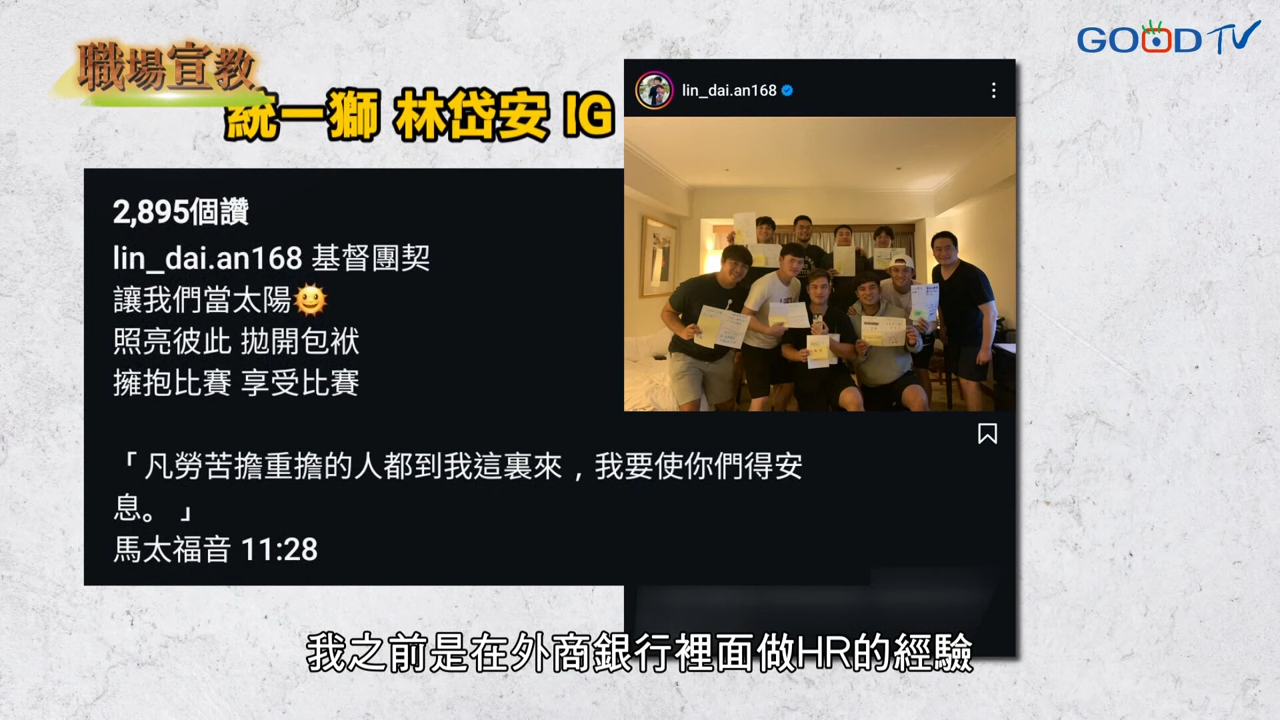 職場宣教
GOOD TV
統一獅 林岱安 IG
lin_dai.an168
2,895個讚
lin_dai.an168 基督團契
讓我們當太陽🌞
照亮彼此 拋開包袱
擁抱比賽 享受比賽
「凡勞苦擔重擔的人都到我這裏來，我要使你們得安
息。」
馬太福音 11:28
我之前是在外商銀行裡面做HR的經驗